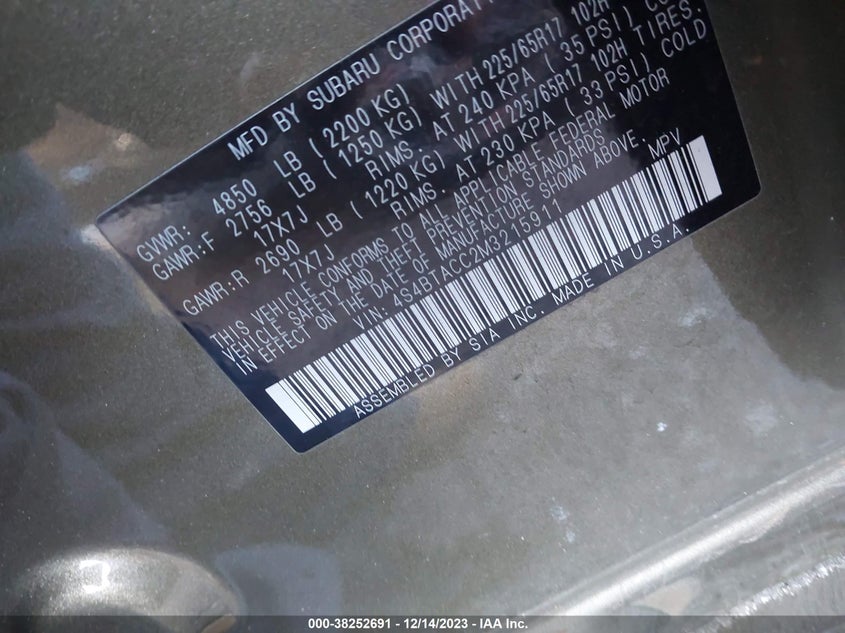 MFD BY SUBARU CORPORAT
GVWR: 4850 LB (2200 KG)
GAWR:F 2756 LB (1250 KG) WITH 225/65R17 102H
17X7J RIMS. AT 240 KPA ( 35 PSI) CO
GAWR:R 2690 LB (1220 KG) WITH 225/65R17 102H TIRES.
17X7J RIMS. AT 230 KPA ( 33 PSI) COLD
THIS VEHICLE CONFORMS TO ALL APPLICABLE FEDERAL MOTOR
VEHICLE SAFETY AND THEFT PREVENTION STANDARDS
IN EFFECT ON THE DATE OF MANUFACTURE SHOWN ABOVE.
VIN: 4S4BTACC2M3215911 MPV
ASSEMBLED BY SIA INC. MADE IN U.S.A.
000-38252691 - 12/14/2023 - IAA Inc.